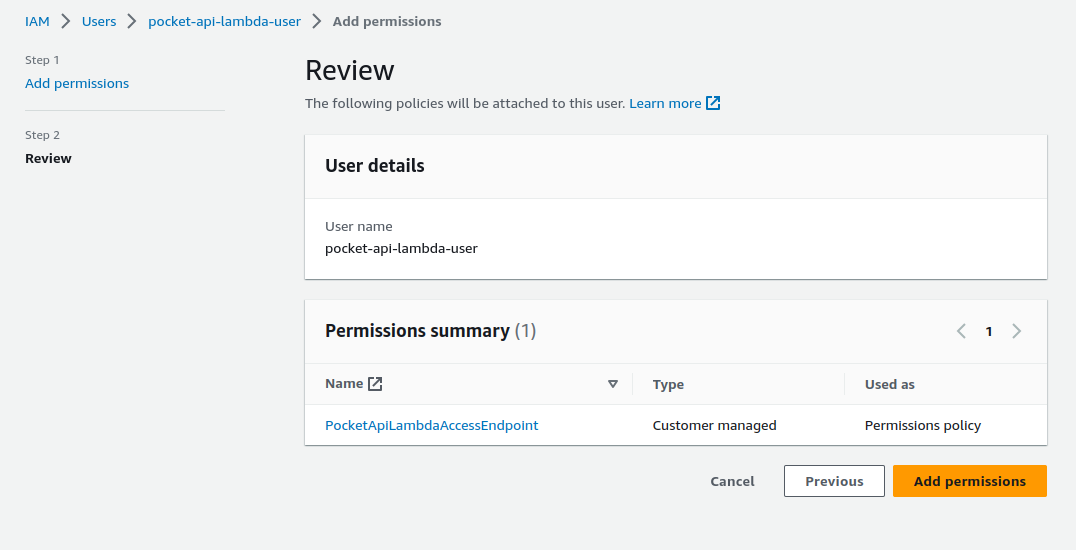 IAM > Users > pocket-api-lambda-user > Add permissions
Step 1
Add permissions
Step 2
Review
Review
The following policies will be attached to this user. Learn more
User details
User name
pocket-api-lambda-user
Permissions summary (1)
1
Name Type Used as
PocketApiLambdaAccessEndpoint Customer managed Permissions policy
Cancel Previous Add permissions